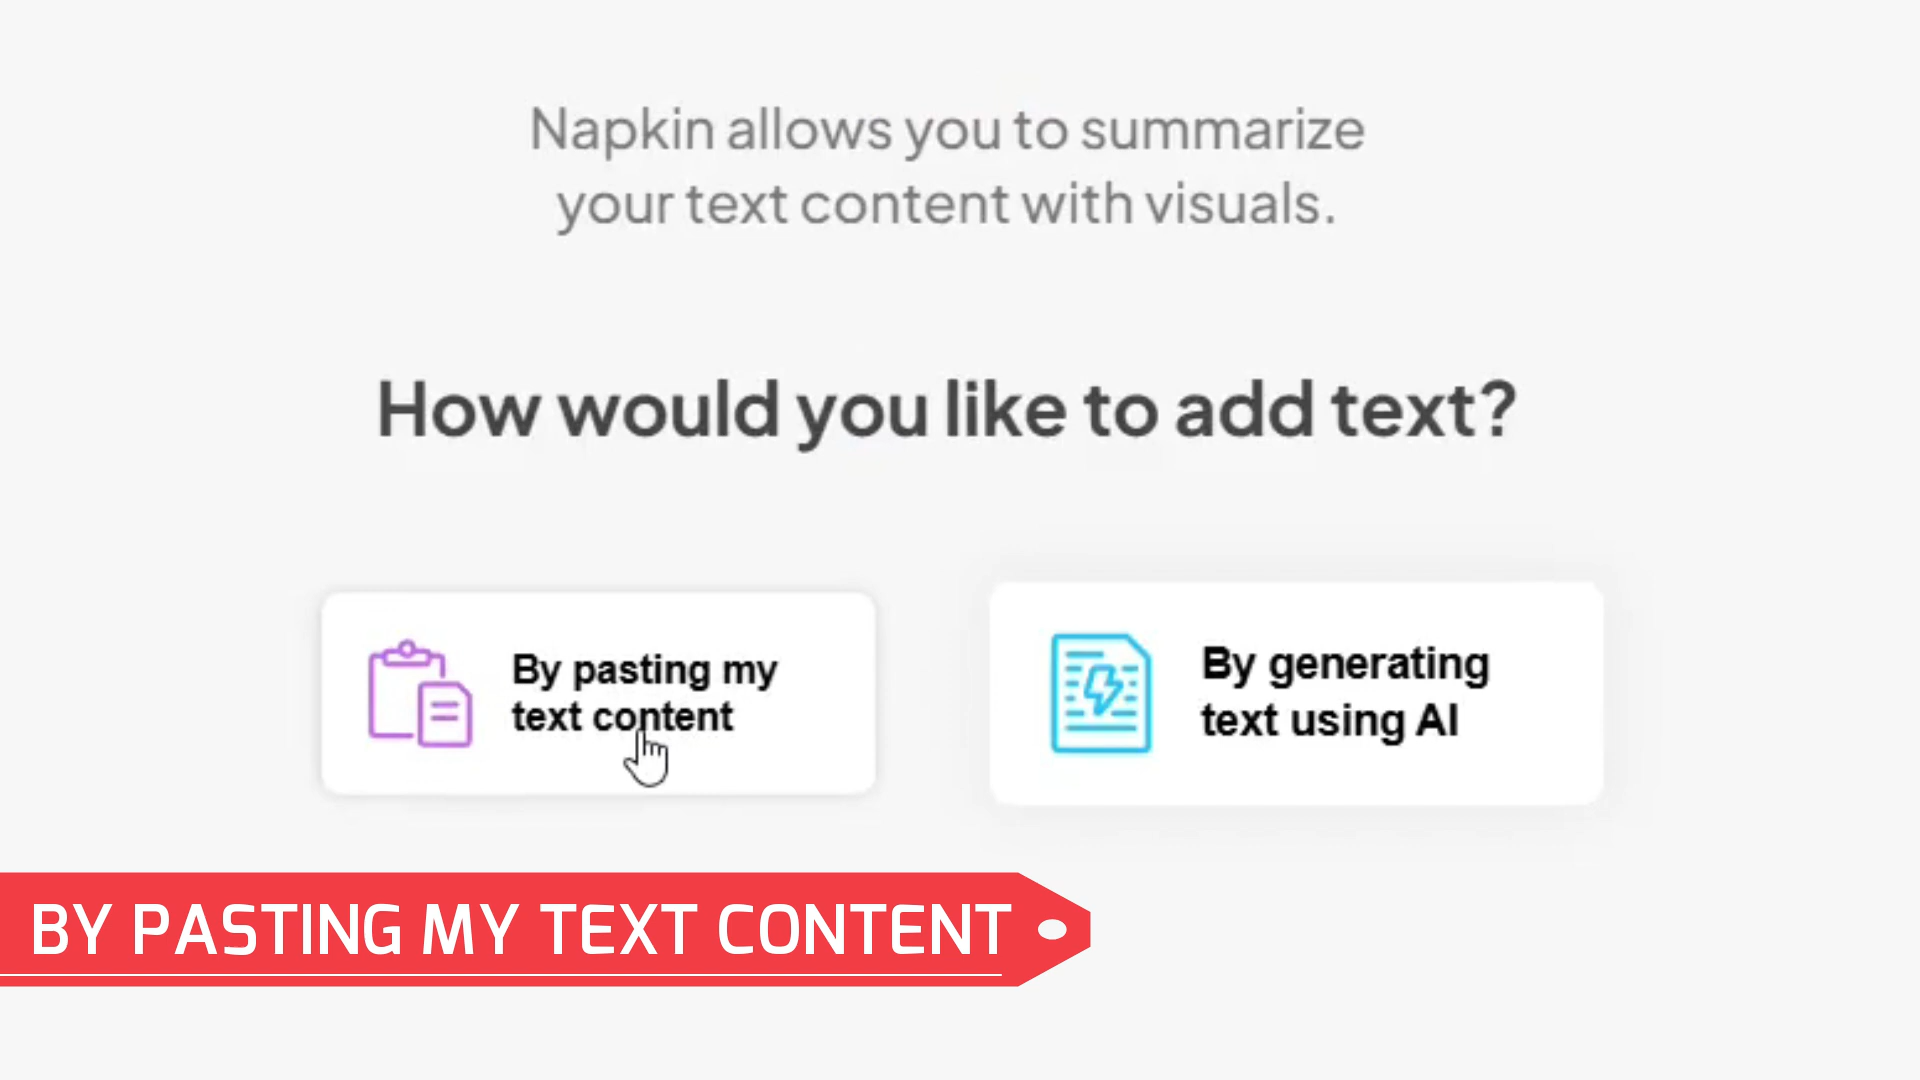 Napkin allows you to summarize
your text content with visuals.
How would you like to add text?
By pasting my
text content
By generating
text using AI
BY PASTING MY TEXT CONTENT